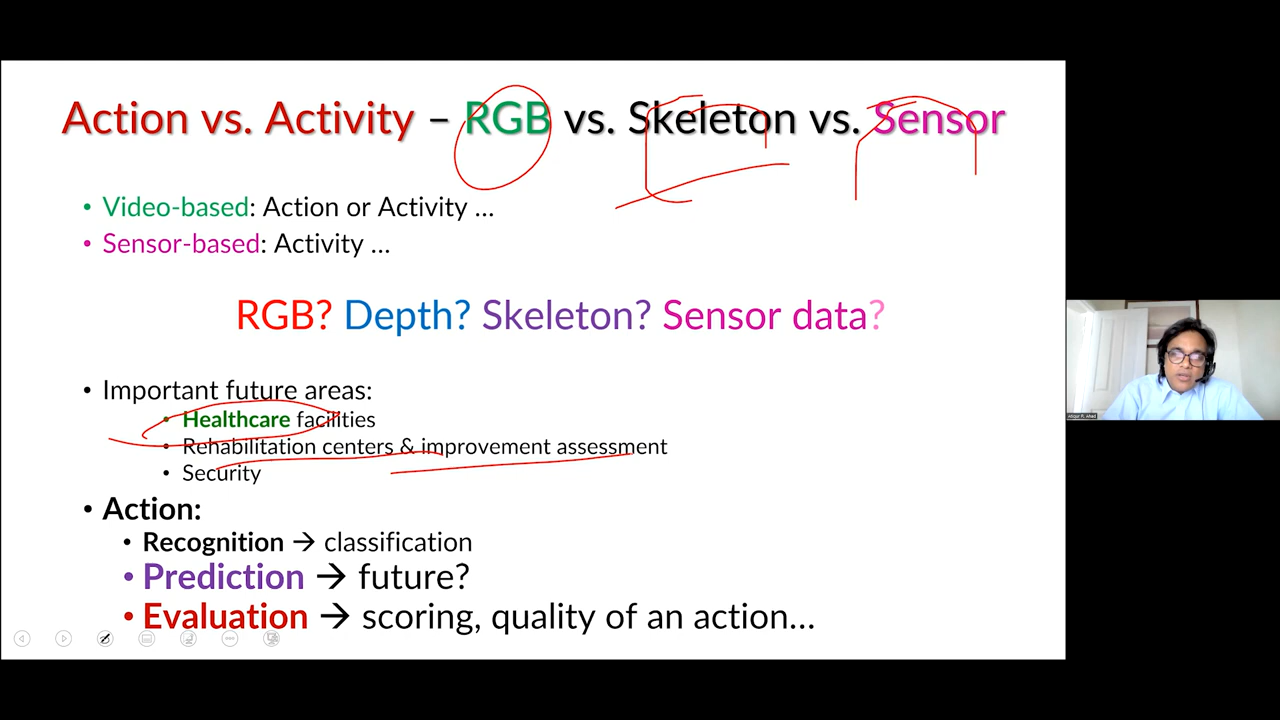 Action vs. Activity – RGB vs. Skeleton vs. Sensor
• Video-based: Action or Activity …
• Sensor-based: Activity …
RGB? Depth? Skeleton? Sensor data?
• Important future areas:
• Healthcare facilities
• Rehabilitation centers & improvement assessment
• Security
• Action:
• Recognition → classification
• Prediction → future?
• Evaluation → scoring, quality of an action…
Atiqur R. Ahad